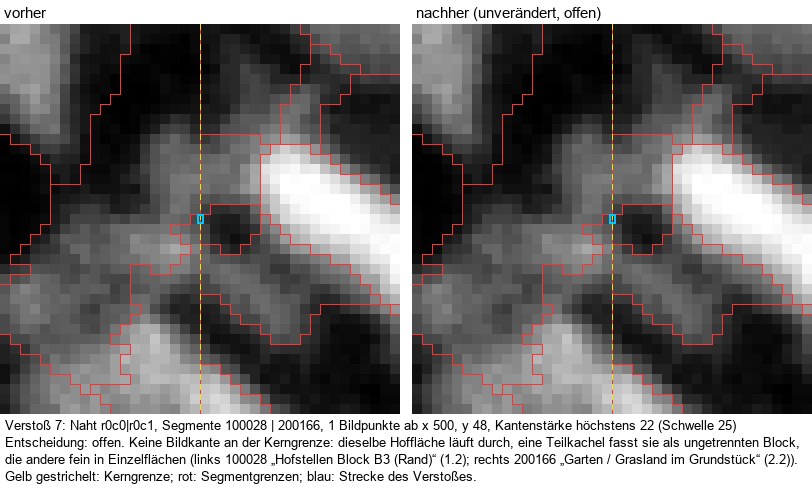 vorher
nachher (unverändert, offen)
Verstoß 7: Naht r0c0|r0c1, Segmente 100028 | 200166, 1 Bildpunkte ab x 500, y 48, Kantenstärke höchstens 22 (Schwelle 25)
Entscheidung: offen. Keine Bildkante an der Kerngrenze: dieselbe Hoffläche läuft durch, eine Teilkachel fasst sie als ungetrennten Block,
die andere fein in Einzelflächen (links 100028 „Hofstellen Block B3 (Rand)“ (1.2); rechts 200166 „Garten / Grasland im Grundstück“ (2.2)).
Gelb gestrichelt: Kerngrenze; rot: Segmentgrenzen; blau: Strecke des Verstoßes.